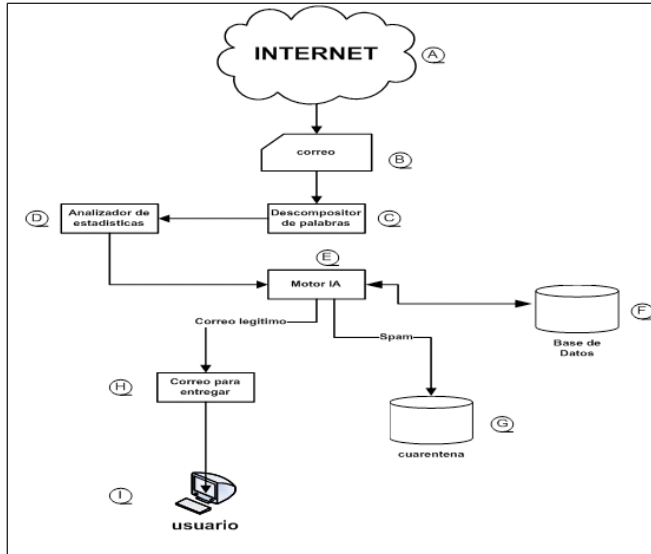 INTERNET
A
correo
B
Analizador de
estadisticas
D
Descompositor
de palabras
C
E
Motor IA
Correo legitimo
Spam
F
Base de
Datos
Correo para
entregar
H
G
cuarentena
I
usuario